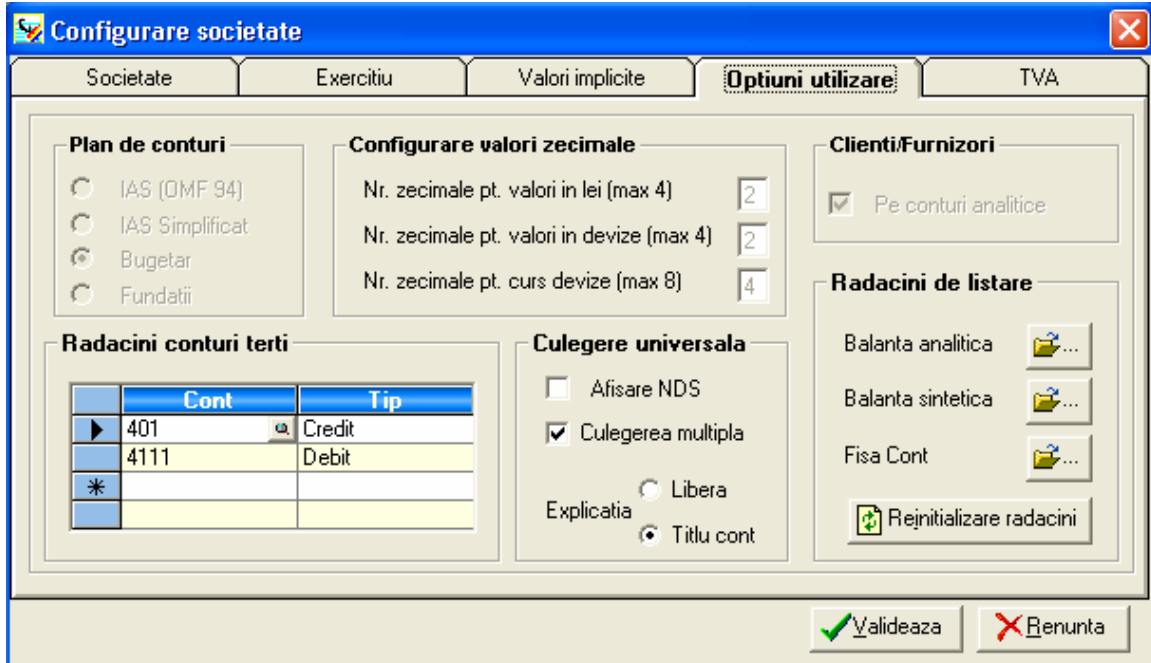 Configurare societate
Societate
Exercitiu
Valori implicite
Optiuni utilizare
TVA
Plan de conturi
IAS (OMF 94)
IAS Simplificat
Bugetar
Fundatii
Configurare valori zecimale
Nr. zecimale pt. valori in lei (max 4) 2
Nr. zecimale pt. valori in devize (max 4) 2
Nr. zecimale pt. curs devize (max 8) 4
Clienti/Furnizori
Pe conturi analitice
Radacini conturi terti
Cont Tip
401 Credit
4111 Debit
Culegere universala
Afisare NDS
Culegerea multipla
Explicatia
Libera
Titlu cont
Radacini de listare
Balanta analitica ...
Balanta sintetica ...
Fisa Cont ...
Reinitializare radacini
Valideaza
Renunta